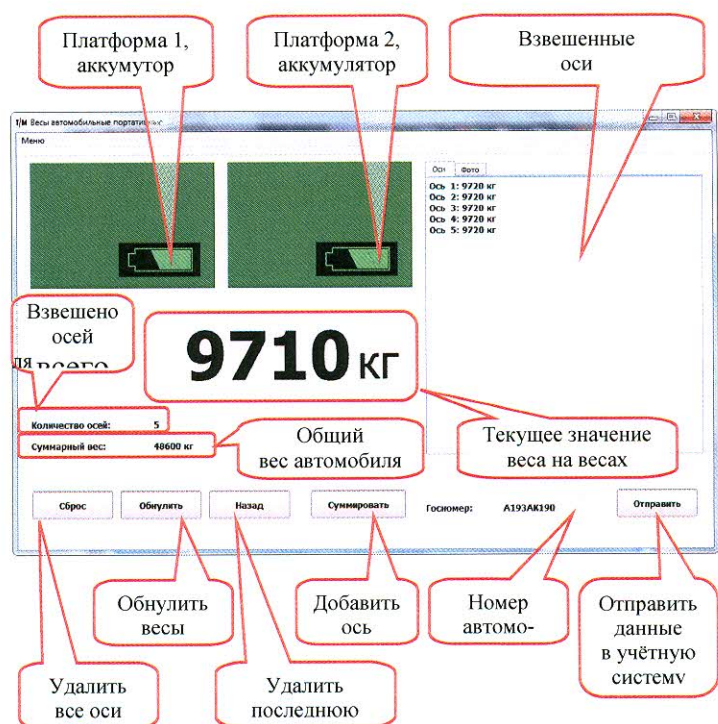 Платформа 1,
аккумутор
Платформа 2,
аккумулятор
Взвешенные
оси
Т/М Весы автомобильные портативн
Меню
Оси Фото
Ось 1: 9720 кг
Ось 2: 9720 кг
Ось 3: 9720 кг
Ось 4: 9720 кг
Ось 5: 9720 кг
Взвешено
осей
9710 кг
Количество осей: 5
Суммарный вес: 48600 кг
Общий
вес автомобиля
Текущее значение
веса на весах
Сброс Обнулить Назад Суммировать Госномер: А193АК190 Отправить
Обнулить
весы
Добавить
ось
Номер
автомо-
Отправить
данные
в учётную
систему
Удалить
все оси
Удалить
последнюю